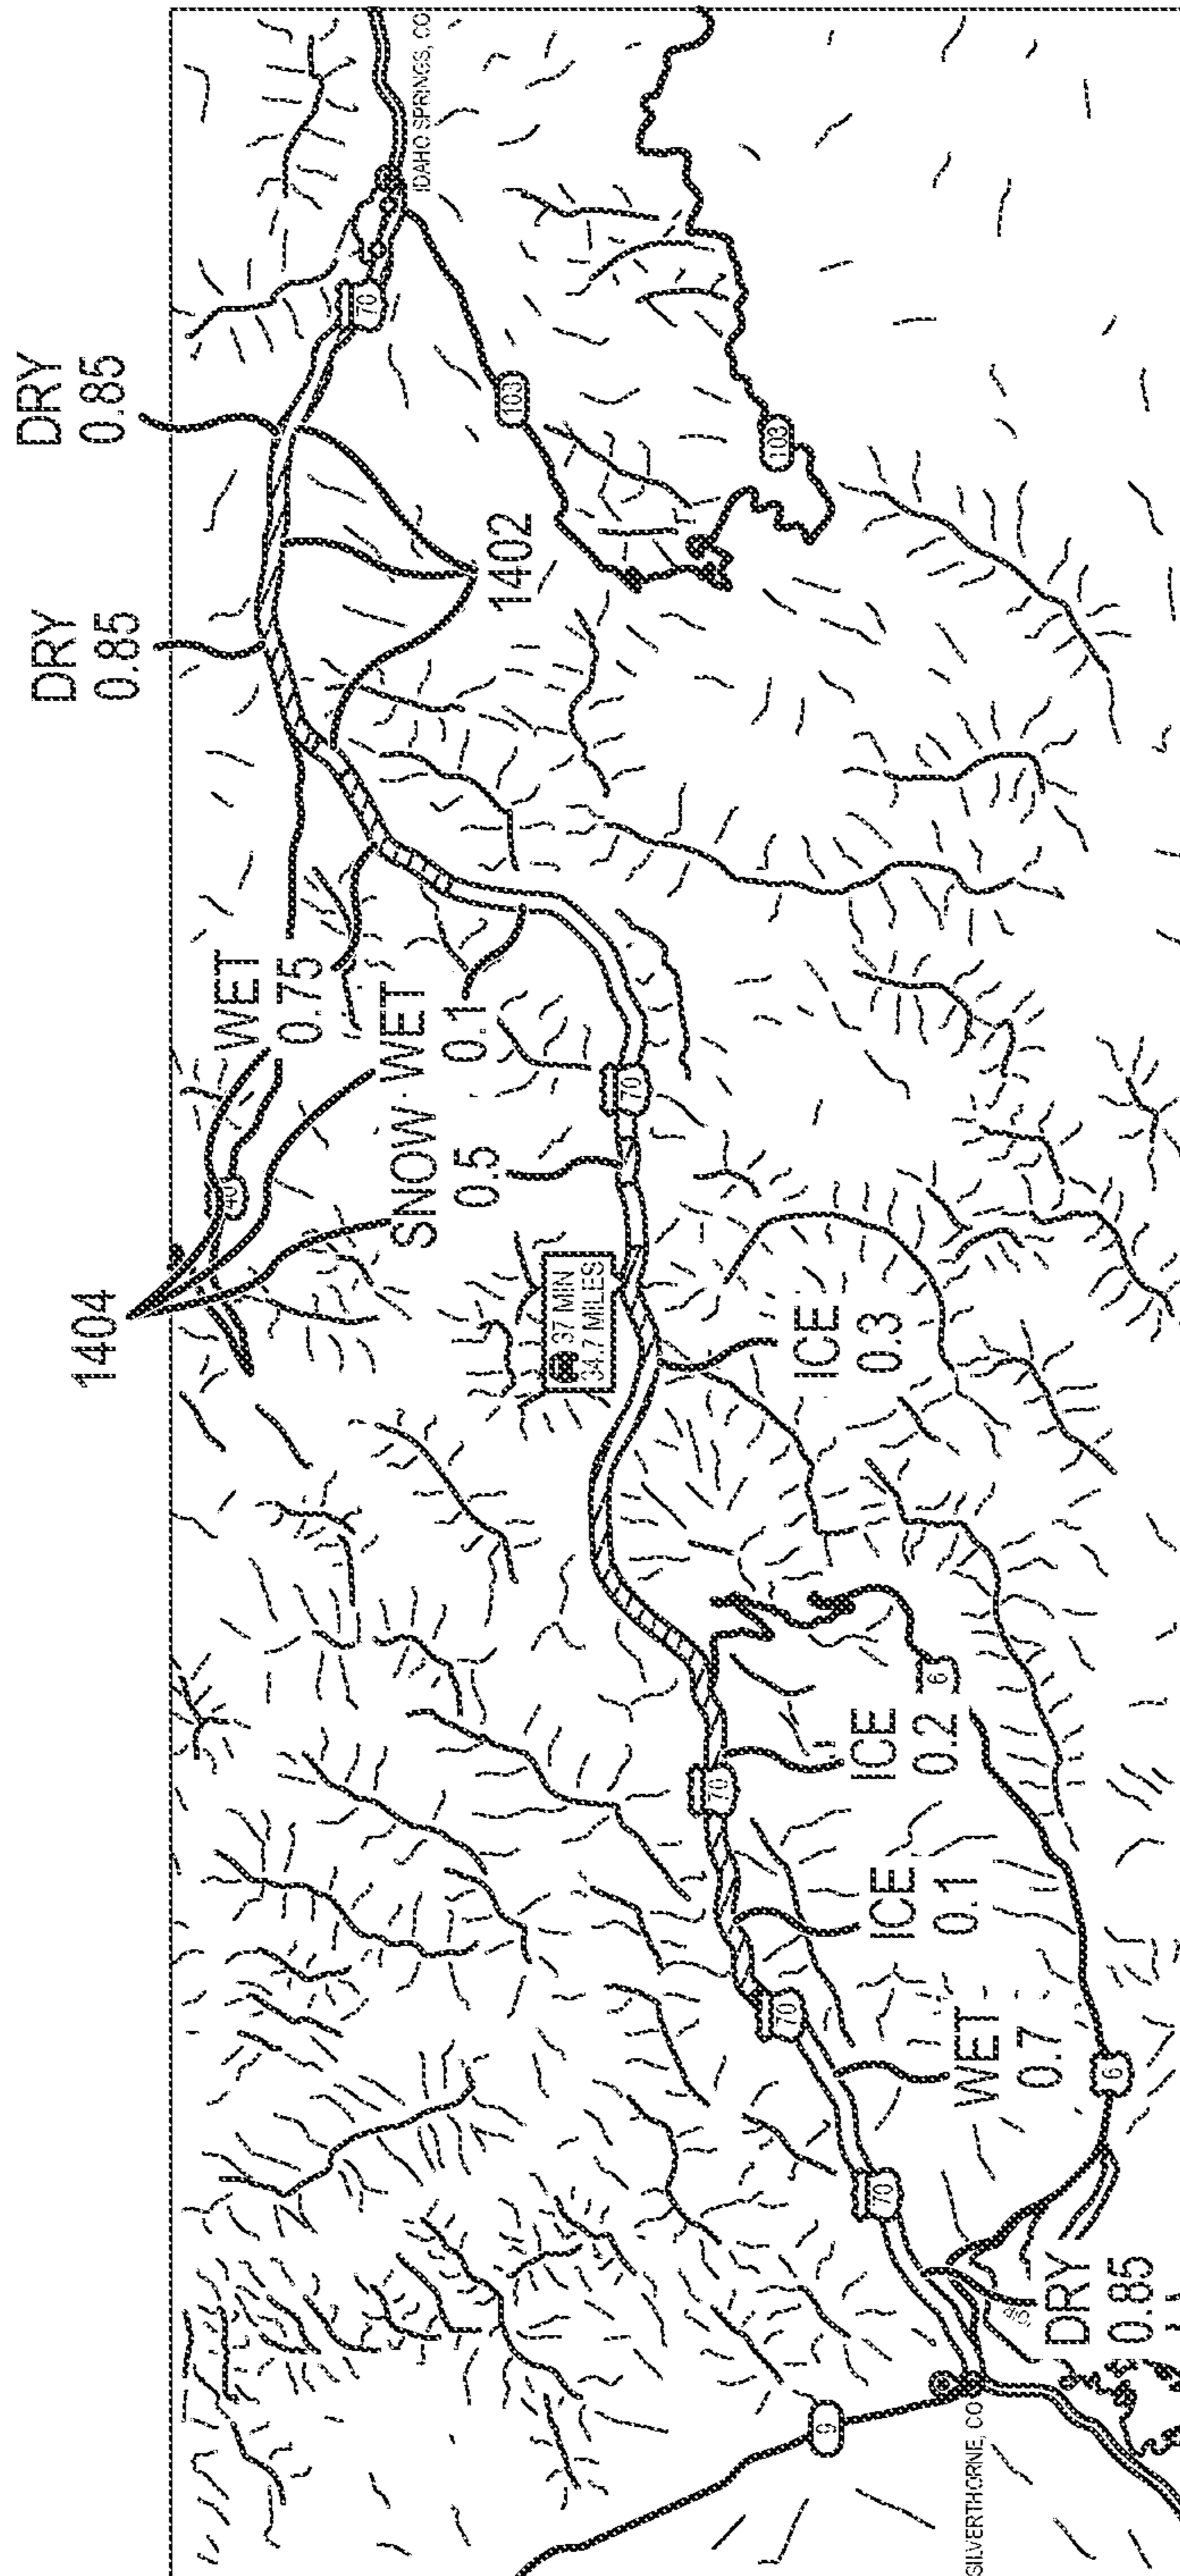 DRY
0.85
DRY
0.85
IDAHO SPRINGS, CO
70
103
103
1402
WET
0.75
WET
0.1
SNOW
0.5
40
1404
70
37 MIN
34.7 MILES
ICE
0.3
6
ICE
0.2
70
ICE
0.1
70
WET
0.7
6
70
DRY
0.85
9
SILVERTHORNE, CO